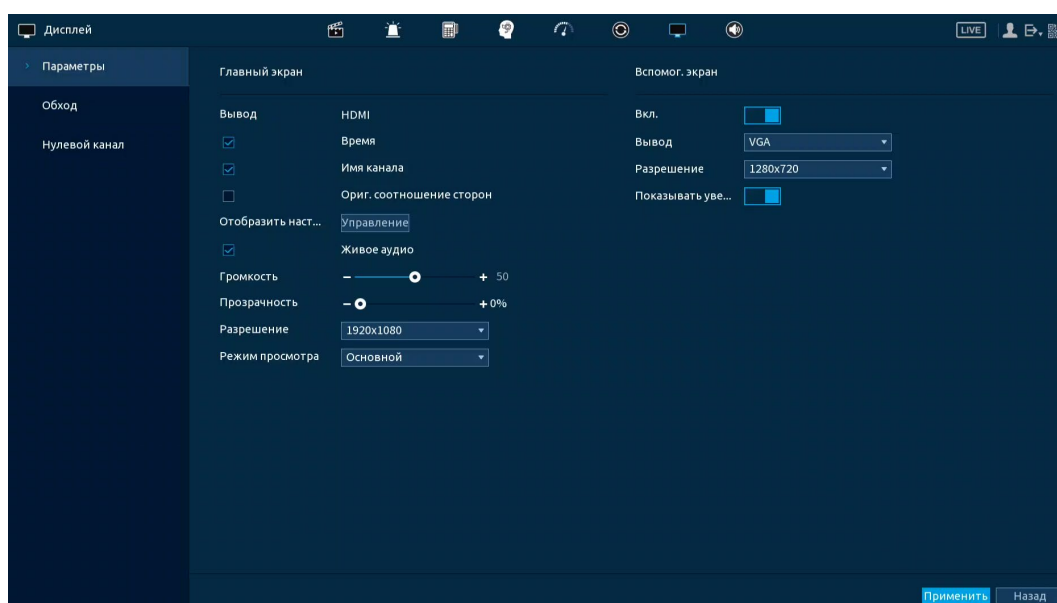 Дисплей
LIVE
Параметры
Обход
Нулевой канал
Главный экран
Вывод HDMI
Время
Имя канала
Ориг. соотношение сторон
Отобразить наст... Управление
Живое аудио
Громкость - + 50
Прозрачность - + 0%
Разрешение 1920x1080
Режим просмотра Основной
Вспомог. экран
Вкл.
Вывод VGA
Разрешение 1280x720
Показывать уве...
Применить Назад